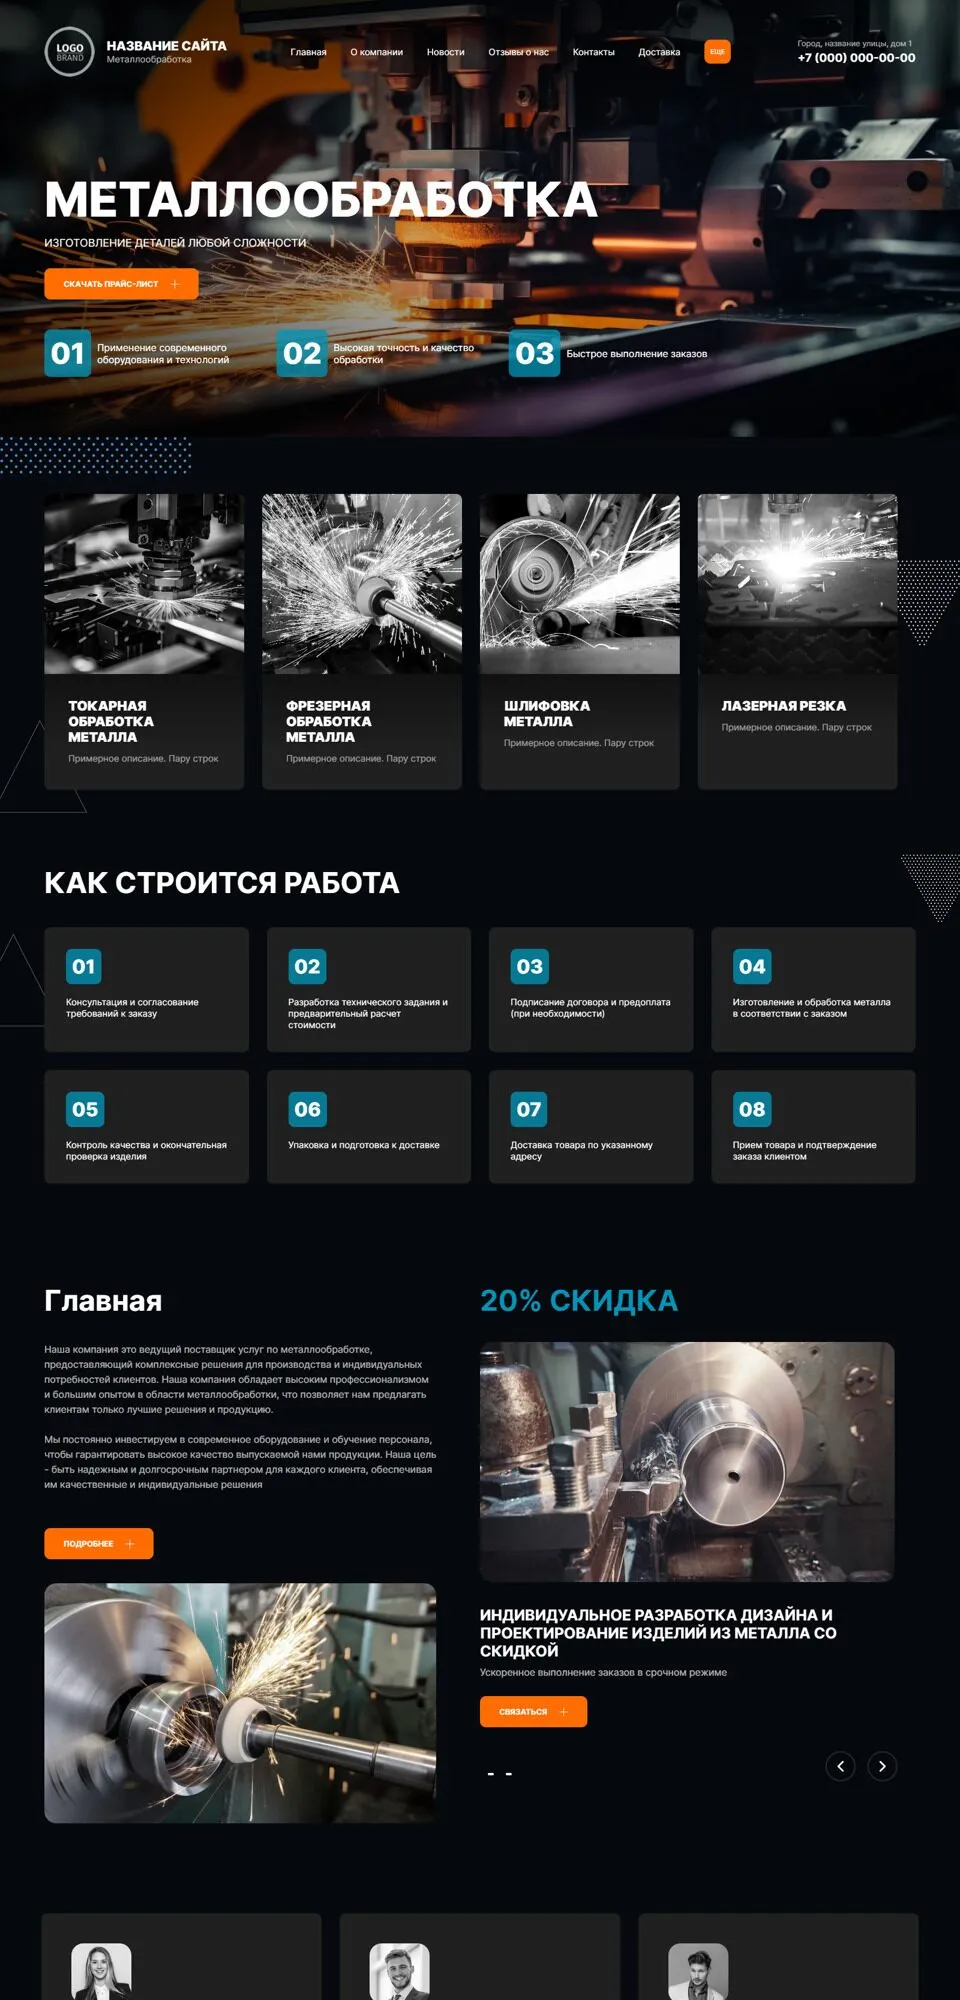 LOGO
BRAND
НАЗВАНИЕ САЙТА
Металлообработка
Главная
О компании
Новости
Отзывы о нас
Контакты
Доставка
ЕЩЕ
Город, название улицы, дом 1
+7 (000) 000-00-00
МЕТАЛЛООБРАБОТКА
ИЗГОТОВЛЕНИЕ ДЕТАЛЕЙ ЛЮБОЙ СЛОЖНОСТИ
СКАЧАТЬ ПРАЙС-ЛИСТ
01
Применение современного
оборудования и технологий
02
Высокая точность и качество
обработки
03
Быстрое выполнение заказов
ТОКАРНАЯ
ОБРАБОТКА
МЕТАЛЛА
Примерное описание. Пару строк
ФРЕЗЕРНАЯ
ОБРАБОТКА
МЕТАЛЛА
Примерное описание. Пару строк
ШЛИФОВКА
МЕТАЛЛА
Примерное описание. Пару строк
ЛАЗЕРНАЯ РЕЗКА
Примерное описание. Пару строк
КАК СТРОИТСЯ РАБОТА
01
Консультация и согласование
требований к заказу
02
Разработка технического задания и
предварительный расчет
стоимости
03
Подписание договора и предоплата
(при необходимости)
04
Изготовление и обработка металла
в соответствии с заказом
05
Контроль качества и окончательная
проверка изделия
06
Упаковка и подготовка к доставке
07
Доставка товара по указанному
адресу
08
Прием товара и подтверждение
заказа клиентом
Главная
Наша компания это ведущий поставщик услуг по металлообработке,
предоставляющий комплексные решения для производства и индивидуальных
потребностей клиентов. Наша компания обладает высоким профессионализмом
и большим опытом в области металлообработки, что позволяет нам предлагать
клиентам только лучшие решения и продукцию.
Мы постоянно инвестируем в современное оборудование и обучение персонала,
чтобы гарантировать высокое качество выпускаемой нами продукции. Наша цель
- быть надежным и долгосрочным партнером для каждого клиента, обеспечивая
им качественные и индивидуальные решения
ПОДРОБНЕЕ
20% СКИДКА
ИНДИВИДУАЛЬНОЕ РАЗРАБОТКА ДИЗАЙНА И
ПРОЕКТИРОВАНИЕ ИЗДЕЛИЙ ИЗ МЕТАЛЛА СО
СКИДКОЙ
Ускоренное выполнение заказов в срочном режиме
СВЯЗАТЬСЯ